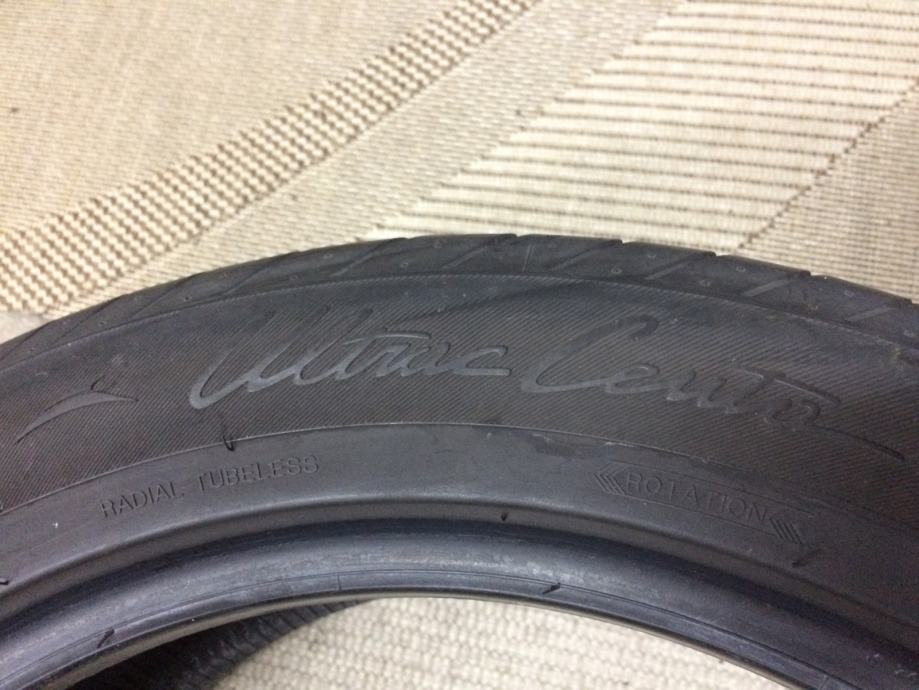 Ultrac Cento
RADIAL TUBELESS
ROTATION